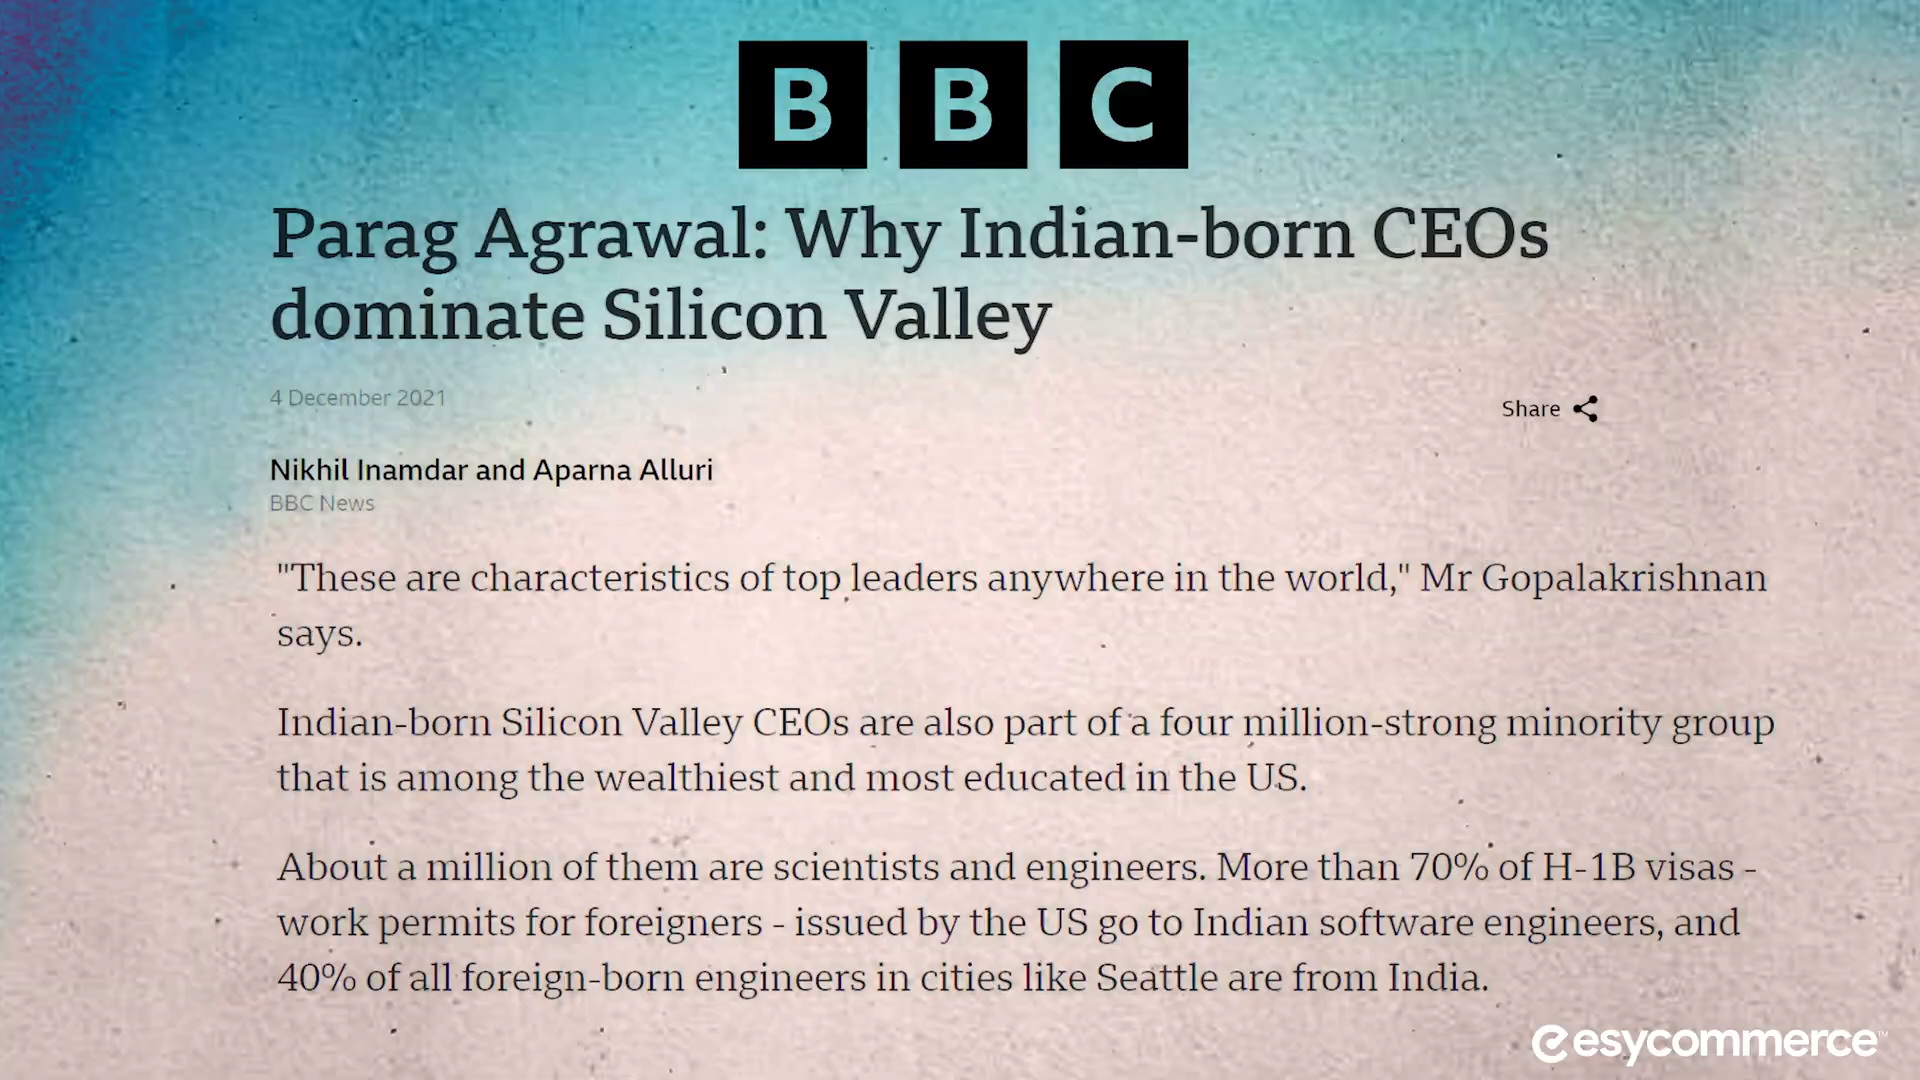 BBC
Parag Agrawal: Why Indian-born CEOs
dominate Silicon Valley
4 December 2021
Share
Nikhil Inamdar and Aparna Alluri
BBC News
"These are characteristics of top leaders anywhere in the world," Mr Gopalakrishnan
says.
Indian-born Silicon Valley CEOs are also part of a four million-strong minority group
that is among the wealthiest and most educated in the US.
About a million of them are scientists and engineers. More than 70% of H-1B visas -
work permits for foreigners - issued by the US go to Indian software engineers, and
40% of all foreign-born engineers in cities like Seattle are from India.
esycommerce™